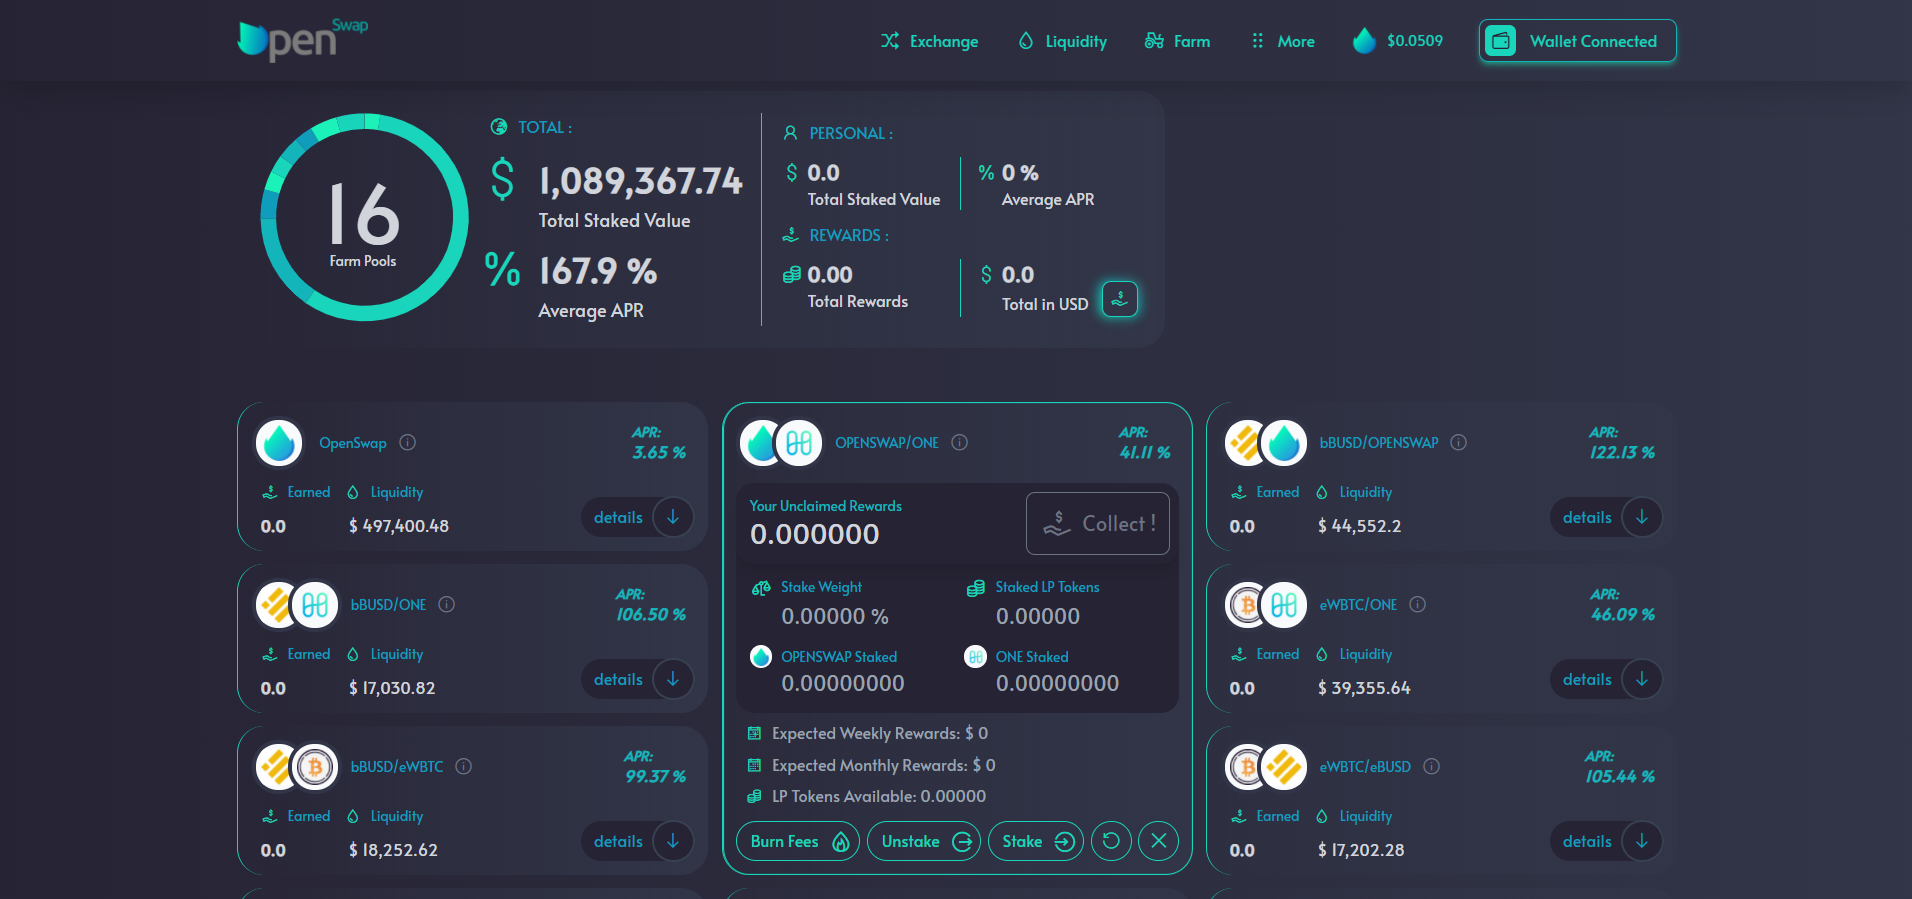 Open Swap
Exchange
Liquidity
Farm
More
$0.0509
Wallet Connected
16
Farm Pools
TOTAL :
$ 1,089,367.74
Total Staked Value
% 167.9 %
Average APR
PERSONAL :
$ 0.0
Total Staked Value
% 0 %
Average APR
REWARDS :
0.00
Total Rewards
$ 0.0
Total in USD
OpenSwap
APR:
3.65 %
Earned
Liquidity
0.0
$ 497,400.48
details
bBUSD/ONE
APR:
106.50 %
Earned
Liquidity
0.0
$ 17,030.82
details
bBUSD/eWBTC
APR:
99.37 %
Earned
Liquidity
0.0
$ 18,252.62
details
OPENSWAP/ONE
APR:
41.11 %
Your Unclaimed Rewards
0.000000
Collect !
Stake Weight
0.00000 %
Staked LP Tokens
0.00000
OPENSWAP Staked
0.00000000
ONE Staked
0.00000000
Expected Weekly Rewards: $ 0
Expected Monthly Rewards: $ 0
LP Tokens Available: 0.00000
Burn Fees
Unstake
Stake
bBUSD/OPENSWAP
APR:
122.13 %
Earned
Liquidity
0.0
$ 44,552.2
details
eWBTC/ONE
APR:
46.09 %
Earned
Liquidity
0.0
$ 39,355.64
details
eWBTC/eBUSD
APR:
105.44 %
Earned
Liquidity
0.0
$ 17,202.28
details